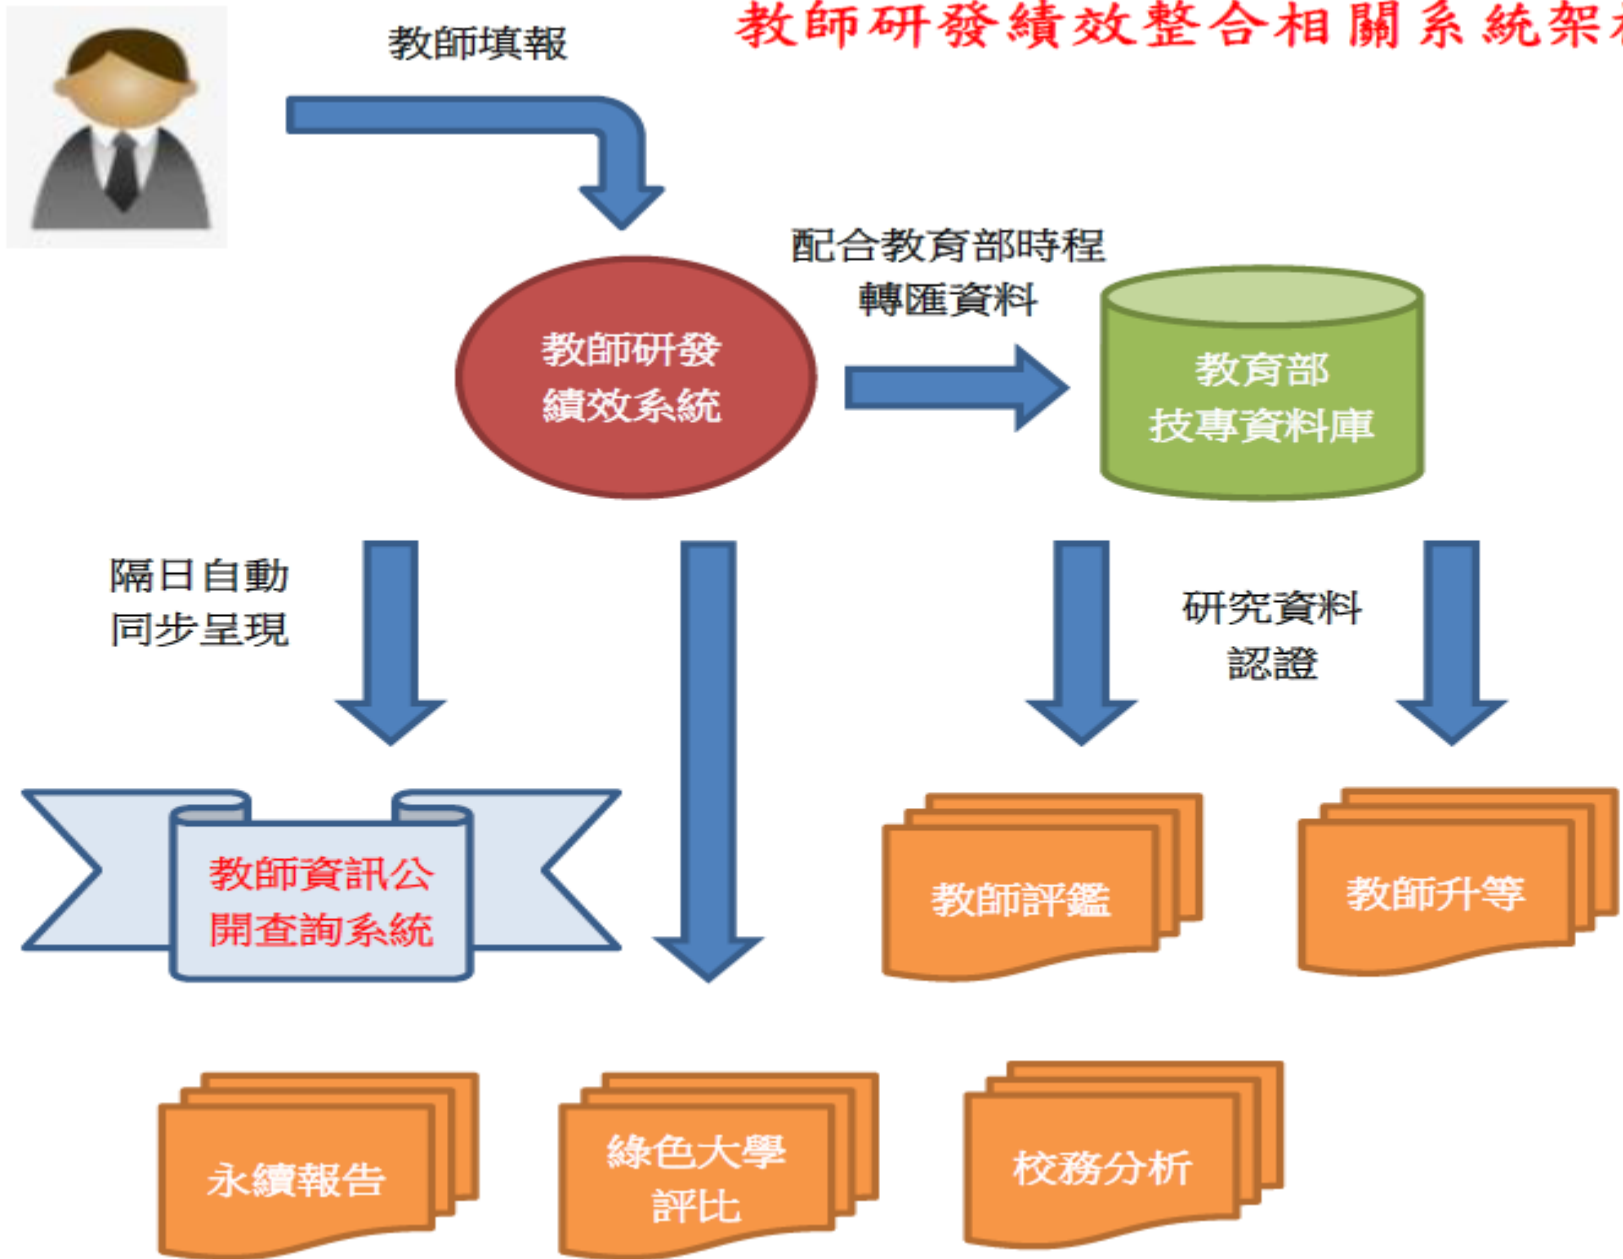 教師填報
教師研發績效整合相關系統架
配合教育部時程
轉匯資料
教師研發
績效系統
教育部
技專資料庫
隔日自動
同步呈現
研究資料
認證
教師資訊公
開查詢系統
教師評鑑
教師升等
永續報告
綠色大學
評比
校務分析